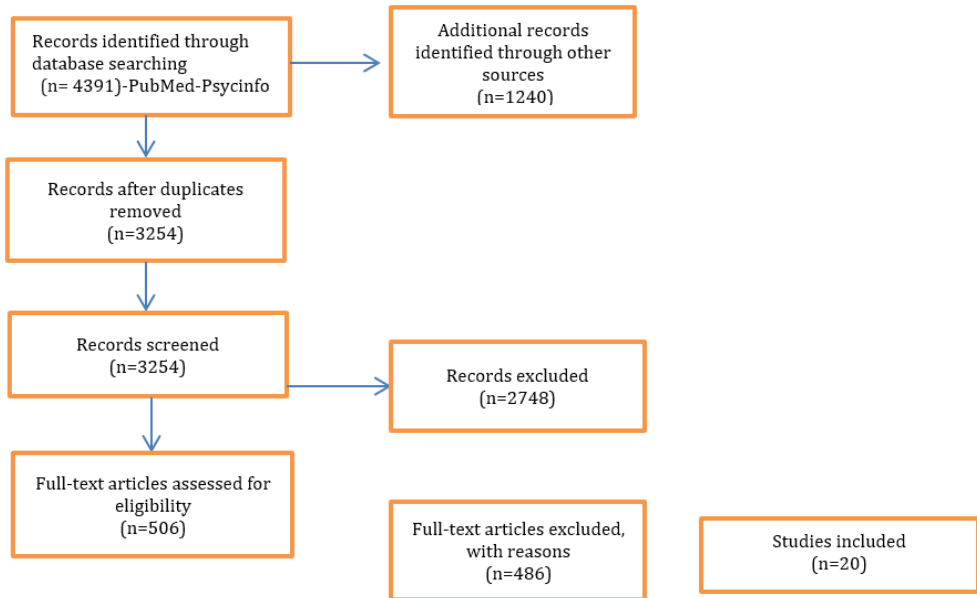 Records identified through
database searching
(n= 4391)-PubMed-Psycinfo
Additional records
identified through other
sources
(n=1240)
Records after duplicates
removed
(n=3254)
Records screened
(n=3254)
Records excluded
(n=2748)
Full-text articles assessed for
eligibility
(n=506)
Full-text articles excluded,
with reasons
(n=486)
Studies included
(n=20)